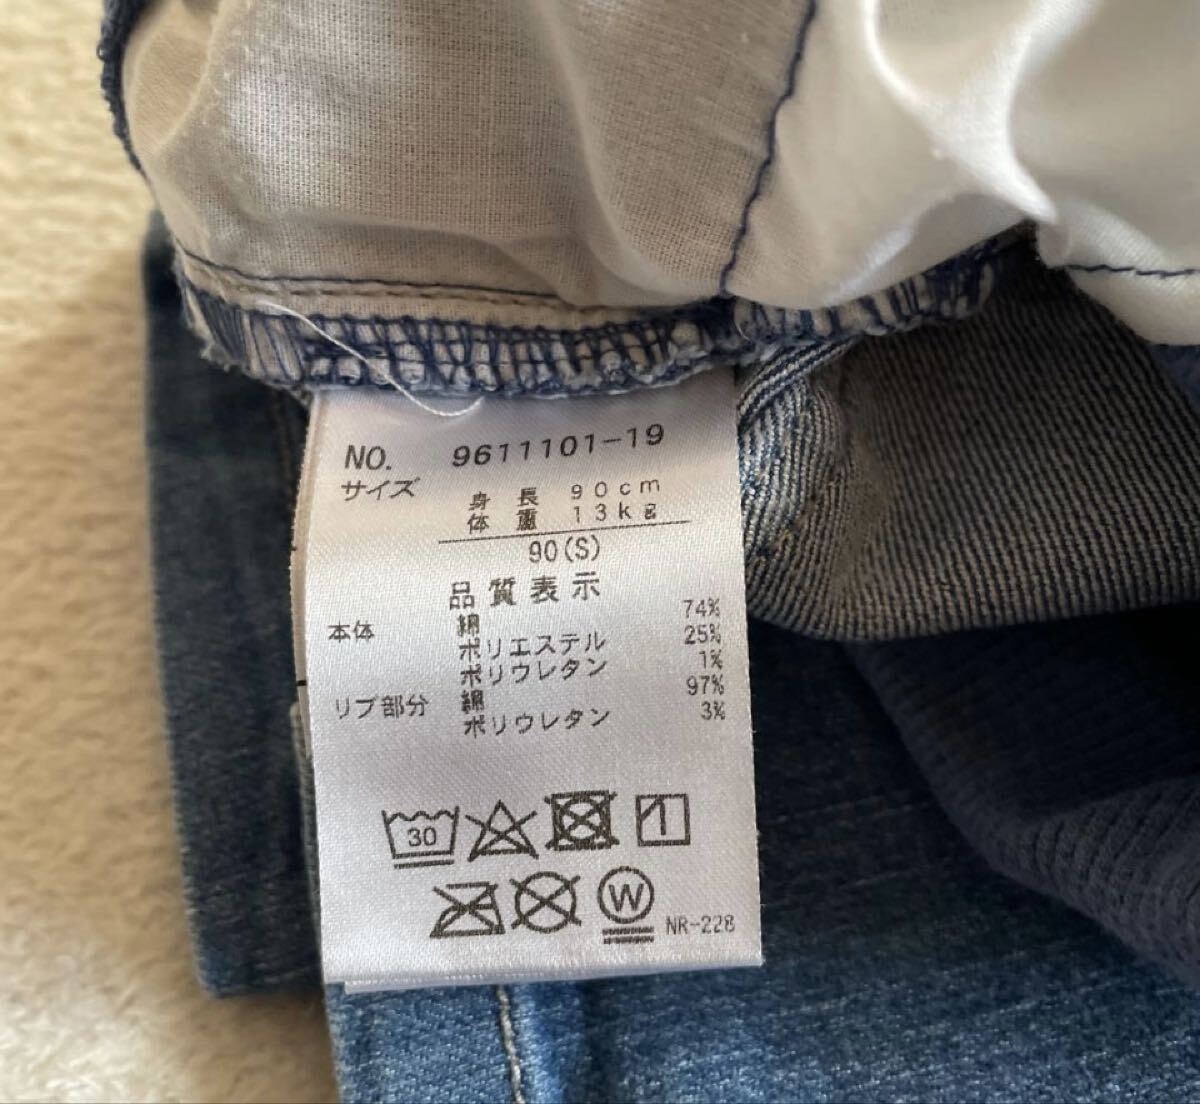 NO. 9611101-19
サイズ 身長 90cm
体重 13kg
90(S)
品質表示
本体 綿 74%
ポリエステル 25%
ポリウレタン 1%
リブ部分 綿 97%
ポリウレタン 3%
30
W
NR-228